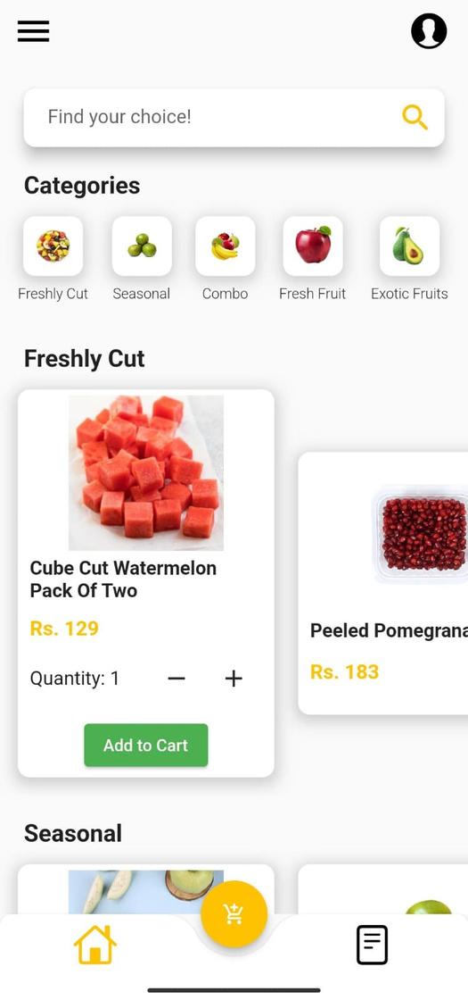 Find your choice!
Categories
Freshly Cut
Seasonal
Combo
Fresh Fruit
Exotic Fruits
Freshly Cut
Cube Cut Watermelon
Pack Of Two
Rs. 129
Quantity: 1
Add to Cart
Peeled Pomegrana
Rs. 183
Seasonal